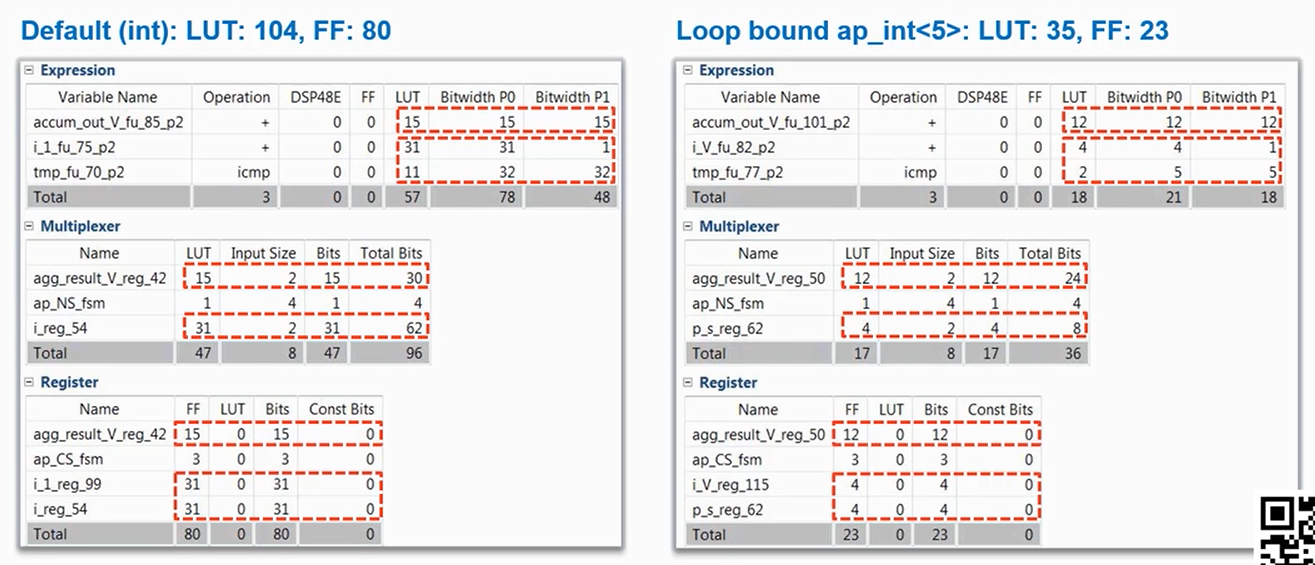 Default (int): LUT: 104, FF: 80
Expression
Variable Name Operation DSP48E FF LUT Bitwidth P0 Bitwidth P1
accum_out_V_fu_85_p2 + 0 0 15 15 15
i_1_fu_75_p2 + 0 0 31 31 1
tmp_fu_70_p2 icmp 0 0 11 32 32
Total 3 0 0 57 78 48
Multiplexer
Name LUT Input Size Bits Total Bits
agg_result_V_reg_42 15 2 15 30
ap_NS_fsm 1 4 1 4
i_reg_54 31 2 31 62
Total 47 8 47 96
Register
Name FF LUT Bits Const Bits
agg_result_V_reg_42 15 0 15 0
ap_CS_fsm 3 0 3 0
i_1_reg_99 31 0 31 0
i_reg_54 31 0 31 0
Total 80 0 80 0
Loop bound ap_int<5>: LUT: 35, FF: 23
Expression
Variable Name Operation DSP48E FF LUT Bitwidth P0 Bitwidth P1
accum_out_V_fu_101_p2 + 0 0 12 12 12
i_V_fu_82_p2 + 0 0 4 4 1
tmp_fu_77_p2 icmp 0 0 2 5 5
Total 3 0 0 18 21 18
Multiplexer
Name LUT Input Size Bits Total Bits
agg_result_V_reg_50 12 2 12 24
ap_NS_fsm 1 4 1 4
p_s_reg_62 4 2 4 8
Total 17 8 17 36
Register
Name FF LUT Bits Const Bits
agg_result_V_reg_50 12 0 12 0
ap_CS_fsm 3 0 3 0
i_V_reg_115 4 0 4 0
p_s_reg_62 4 0 4 0
Total 23 0 23 0